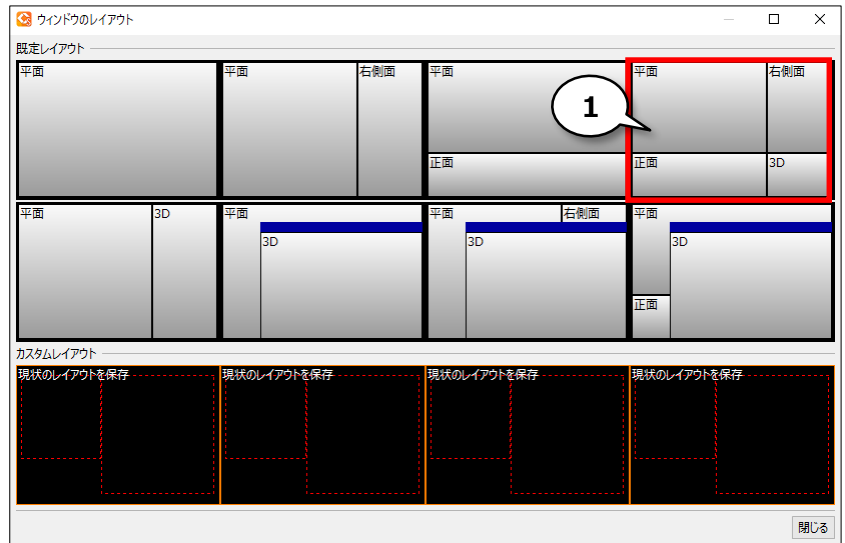 ウィンドウのレイアウト
既定レイアウト
平面
平面 右側面
平面
正面
平面 右側面
正面 3D
1
平面 3D
平面
3D
平面 右側面
3D
平面
3D
正面
カスタムレイアウト
現状のレイアウトを保存
現状のレイアウトを保存
現状のレイアウトを保存
現状のレイアウトを保存
閉じる